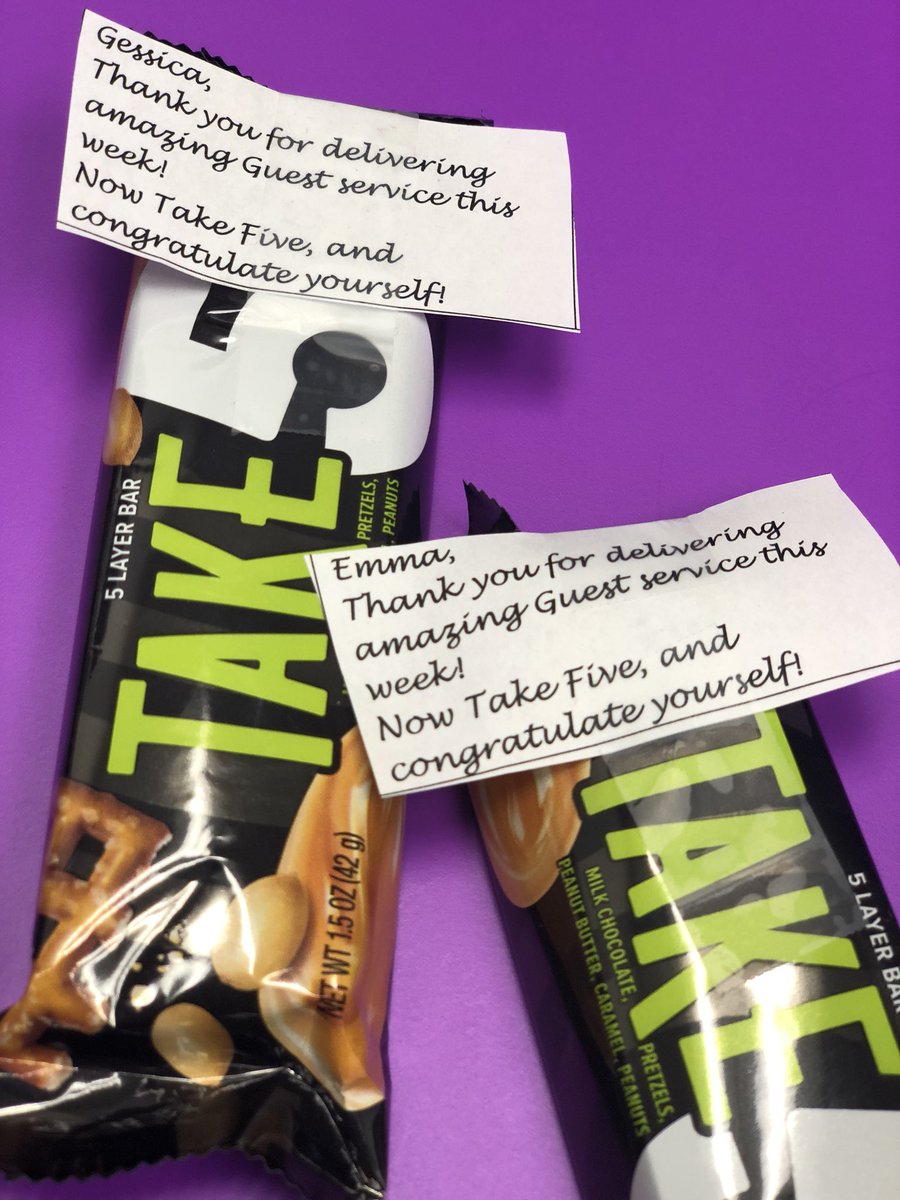 Gessica,
Thank you for delivering
amazing Guest service this
week!
Now Take Five, and
congratulate yourself!
5
TAKE
5 LAYER BAR
PRETZELS,
PEANUTS
NET WT 1.5 OZ (42 g)
Emma,
Thank you for delivering
amazing Guest service this
week!
Now Take Five, and
congratulate yourself!
TAKE
5 LAYER BAR
MILK CHOCOLATE, PRETZELS,
PEANUT BUTTER, CARAMEL, PEANUTS